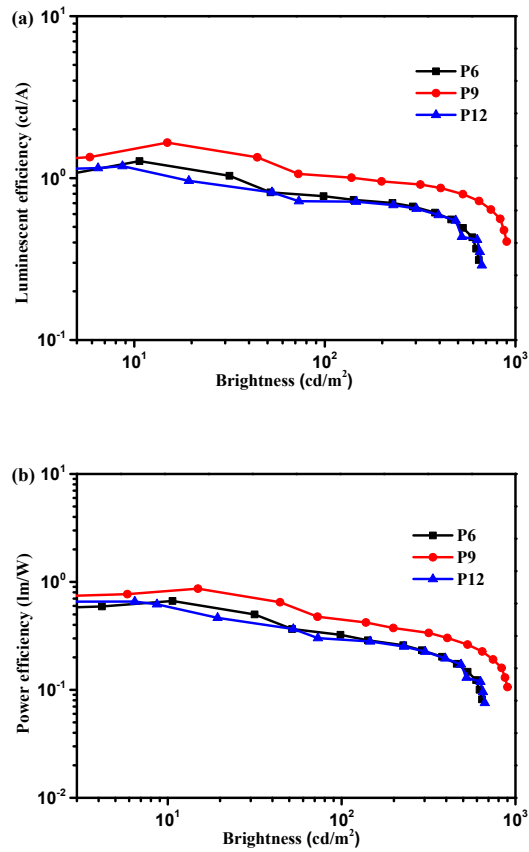 (a)
10^1
10^0
10^-1
Luminescent efficiency (cd/A)
P6
P9
P12
10^1
10^2
10^3
Brightness (cd/m^2)
(b)
10^1
10^0
10^-1
10^-2
Power efficiency (lm/W)
P6
P9
P12
10^1
10^2
10^3
Brightness (cd/m^2)